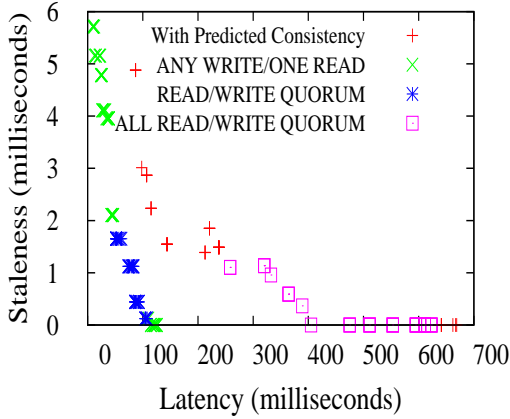 6
5
4
3
2
1
0
Staleness (milliseconds)
With Predicted Consistency
ANY WRITE/ONE READ
READ/WRITE QUORUM
ALL READ/WRITE QUORUM
0 100 200 300 400 500 600 700
Latency (milliseconds)